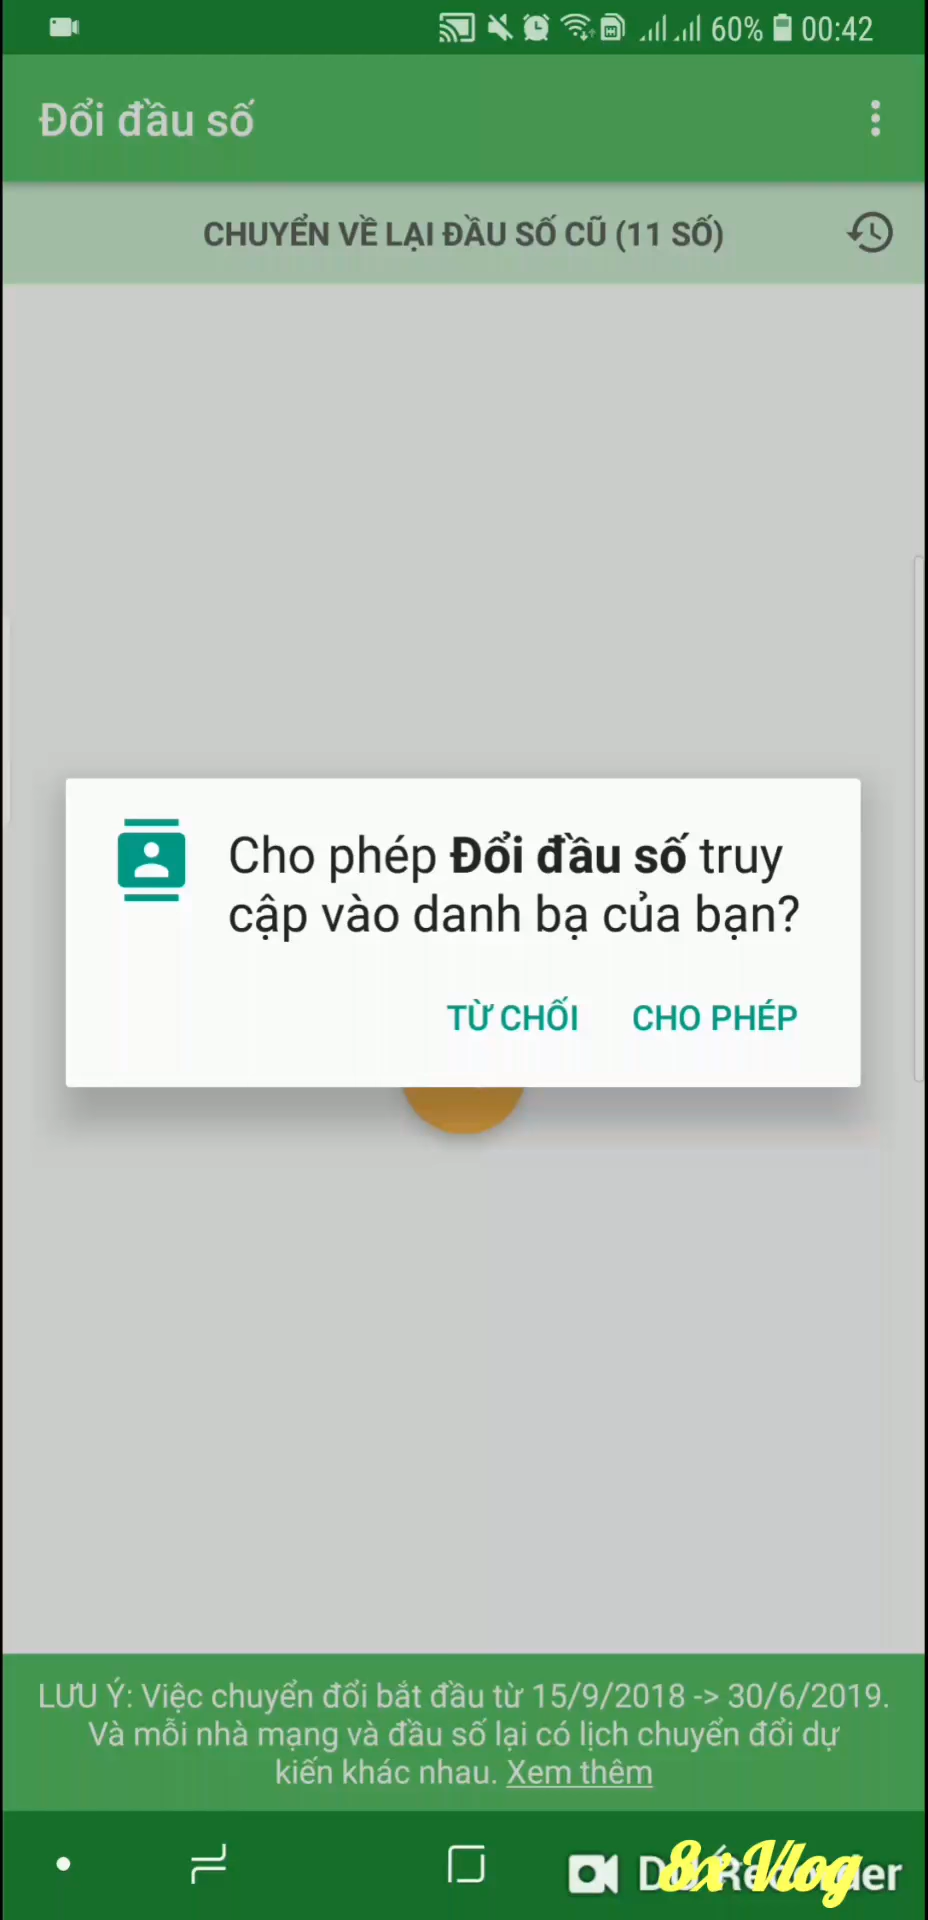 60% 00:42
Đổi đầu số
CHUYỂN VỀ LẠI ĐẦU SỐ CŨ (11 SỐ)
Cho phép Đổi đầu số truy
cập vào danh bạ của bạn?
TỪ CHỐI CHO PHÉP
LƯU Ý: Việc chuyển đổi bắt đầu từ 15/9/2018 -> 30/6/2019.
Và mỗi nhà mạng và đầu số lại có lịch chuyển đổi dự
kiến khác nhau. Xem thêm
8x Vlog